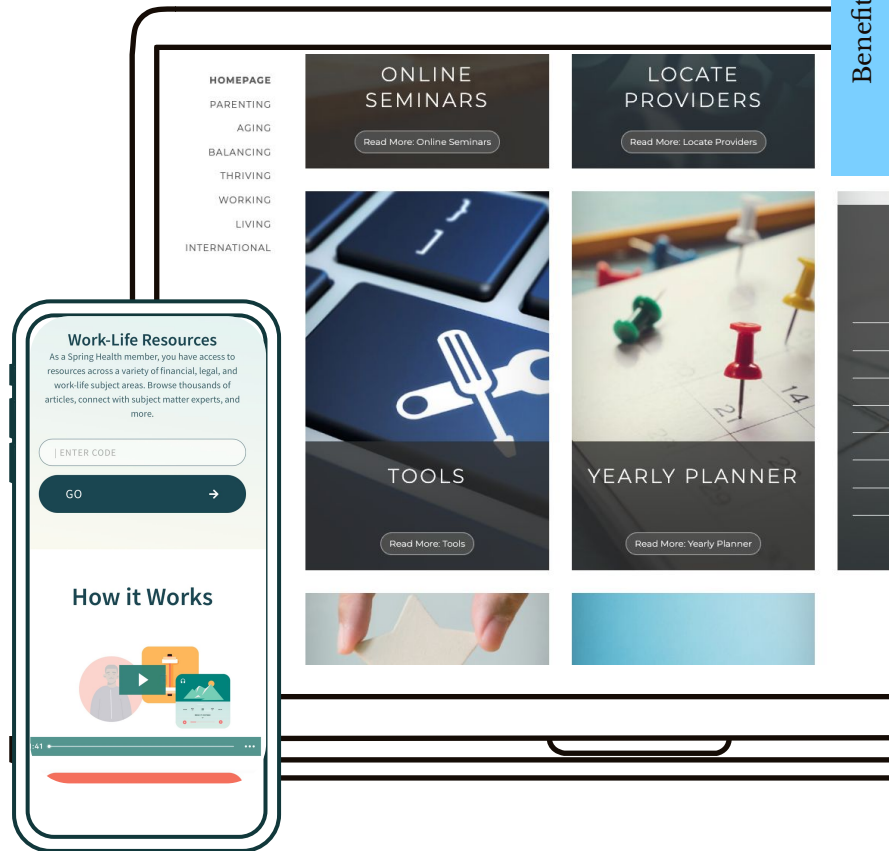 Benefit
HOMEPAGE
PARENTING
AGING
BALANCING
THRIVING
WORKING
LIVING
INTERNATIONAL
ONLINE
SEMINARS
Read More: Online Seminars
LOCATE
PROVIDERS
Read More: Locate Providers
TOOLS
Read More: Tools
21
14
YEARLY PLANNER
Read More: Yearly Planner
Work-Life Resources
As a Spring Health member, you have access to
resources across a variety of financial, legal, and
work-life subject areas. Browse thousands of
articles, connect with subject matter experts, and
more.
| ENTER CODE
GO
How it Works
:41